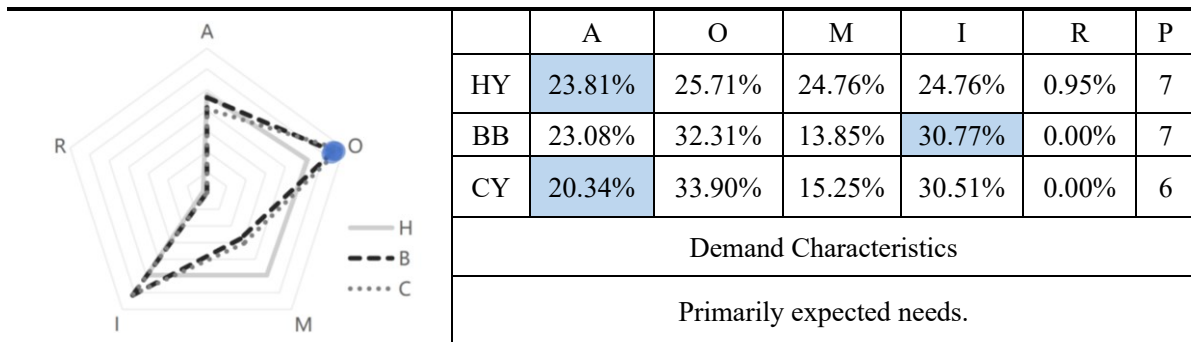 A
R
O
H
B
C
I
M
A O M I R P
HY 23.81% 25.71% 24.76% 24.76% 0.95% 7
BB 23.08% 32.31% 13.85% 30.77% 0.00% 7
CY 20.34% 33.90% 15.25% 30.51% 0.00% 6
Demand Characteristics
Primarily expected needs.